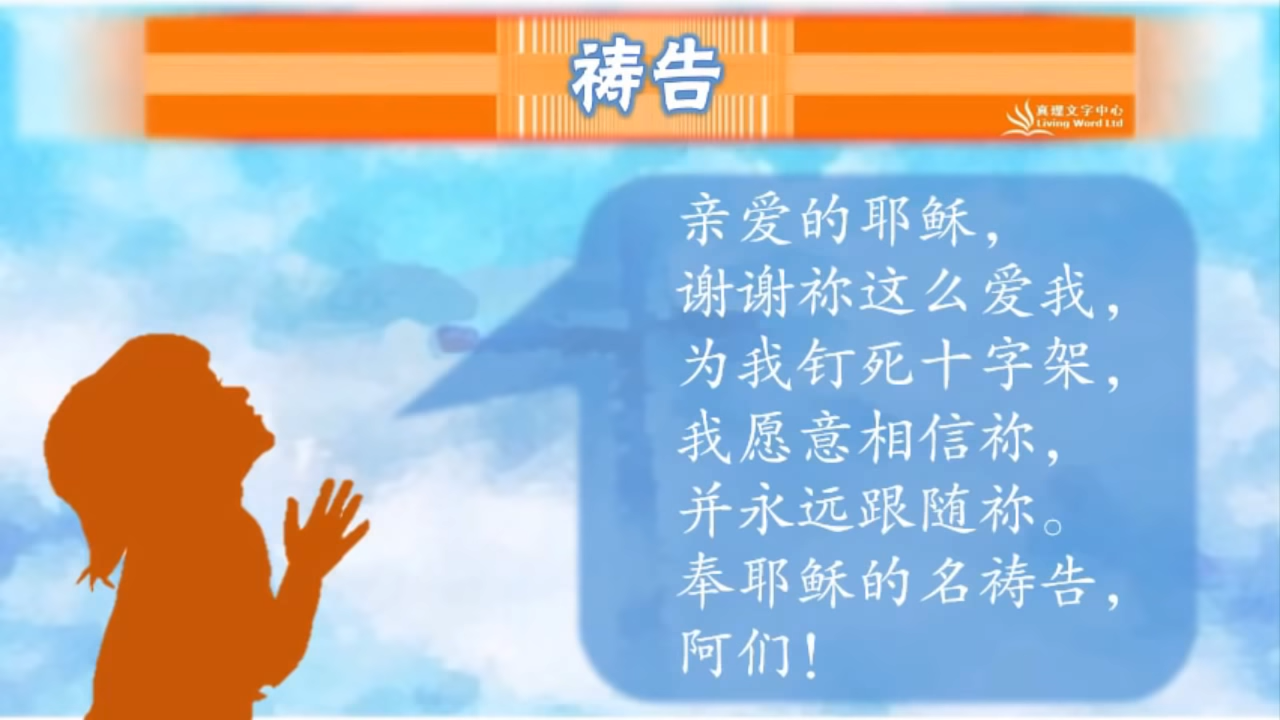 祷告
真理文字中心
Living Word Ltd
亲爱的耶稣，
谢谢祢这么爱我，
为我钉死十字架，
我愿意相信祢，
并永远跟随祢。
奉耶稣的名祷告，
阿们！